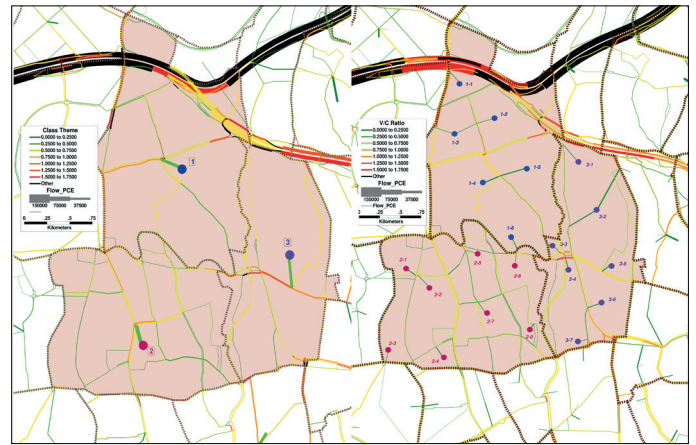 Class Theme
0.0000 to 0.2500
0.2500 to 0.5000
0.5000 to 0.7500
0.7500 to 1.0000
1.0000 to 1.2500
1.2500 to 1.5000
1.5000 to 1.7500
Other
Flow_PCE
150000 75000 37500
0 .25 .5 .75
Kilometers
1
2
3
V/C Ratio
0.0000 to 0.2500
0.2500 to 0.5000
0.5000 to 0.7500
0.7500 to 1.0000
1.0000 to 1.2500
1.2500 to 1.5000
1.5000 to 1.7500
Other
Flow_PCE
150000 75000 37500
Flow_PCE
0 .25 .5 .75
Kilometers
1-1
1-2
1-3
3-1
1-5
1-4
3-2
1-6
3-3
2-1
2-5
2-6
3-5
3-4
2-2
3-6
2-7
2-8
3-7
2-3
2-4